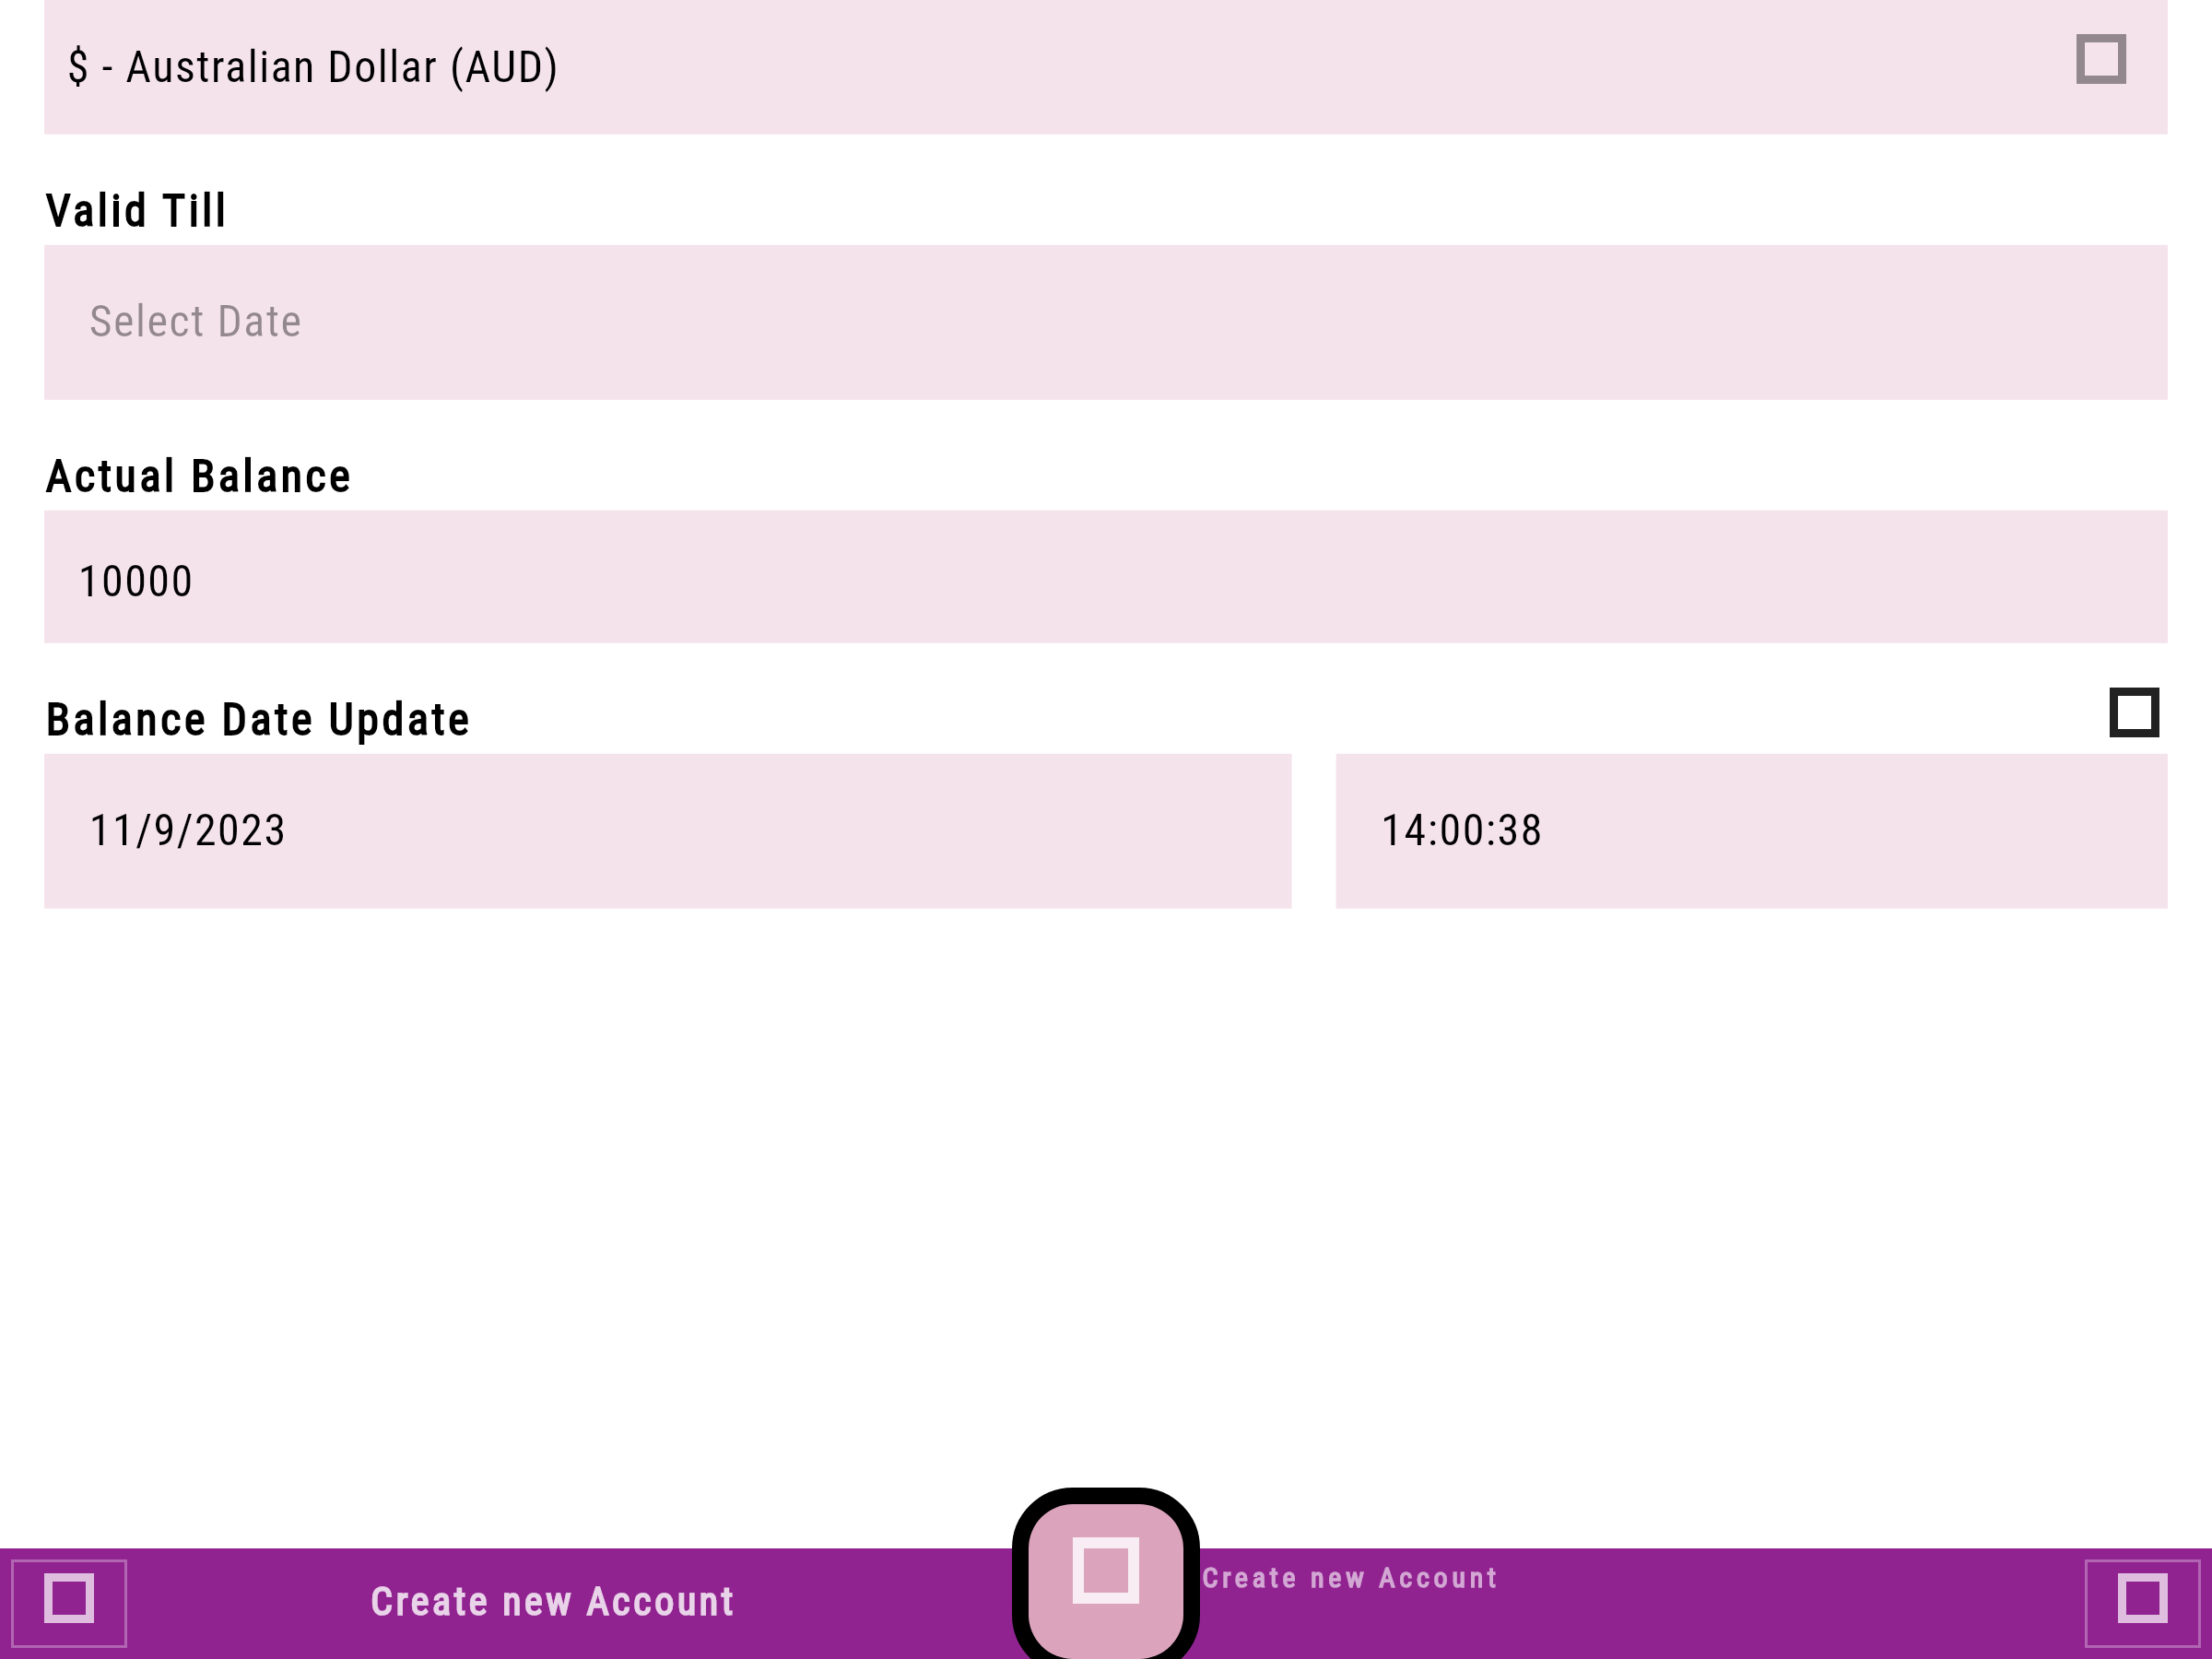 $ - Australian Dollar (AUD)
Valid Till
Select Date
Actual Balance
10000
Balance Date Update
11/9/2023
14:00:38
Create new Account
Create new Account